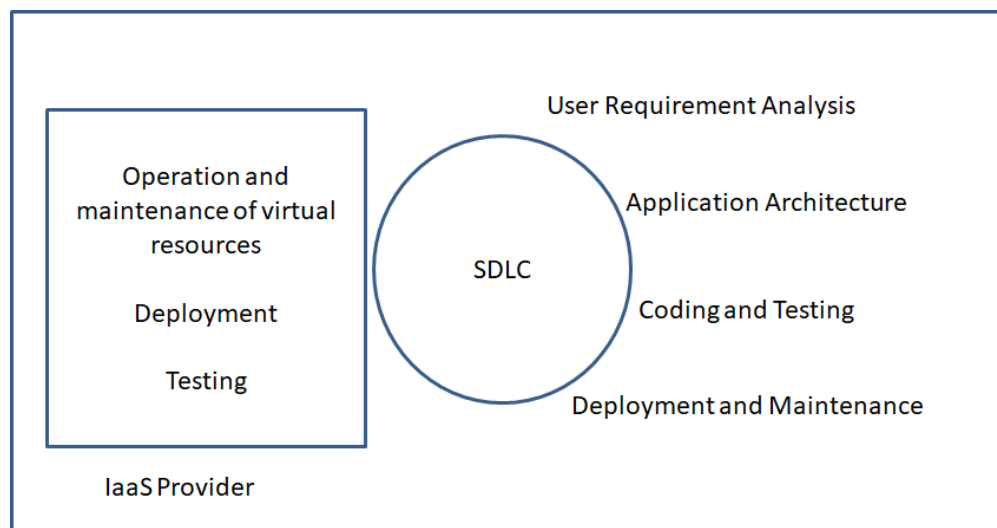 User Requirement Analysis
Operation and
maintenance of virtual
resources
Application Architecture
SDLC
Deployment
Coding and Testing
Testing
Deployment and Maintenance
IaaS Provider